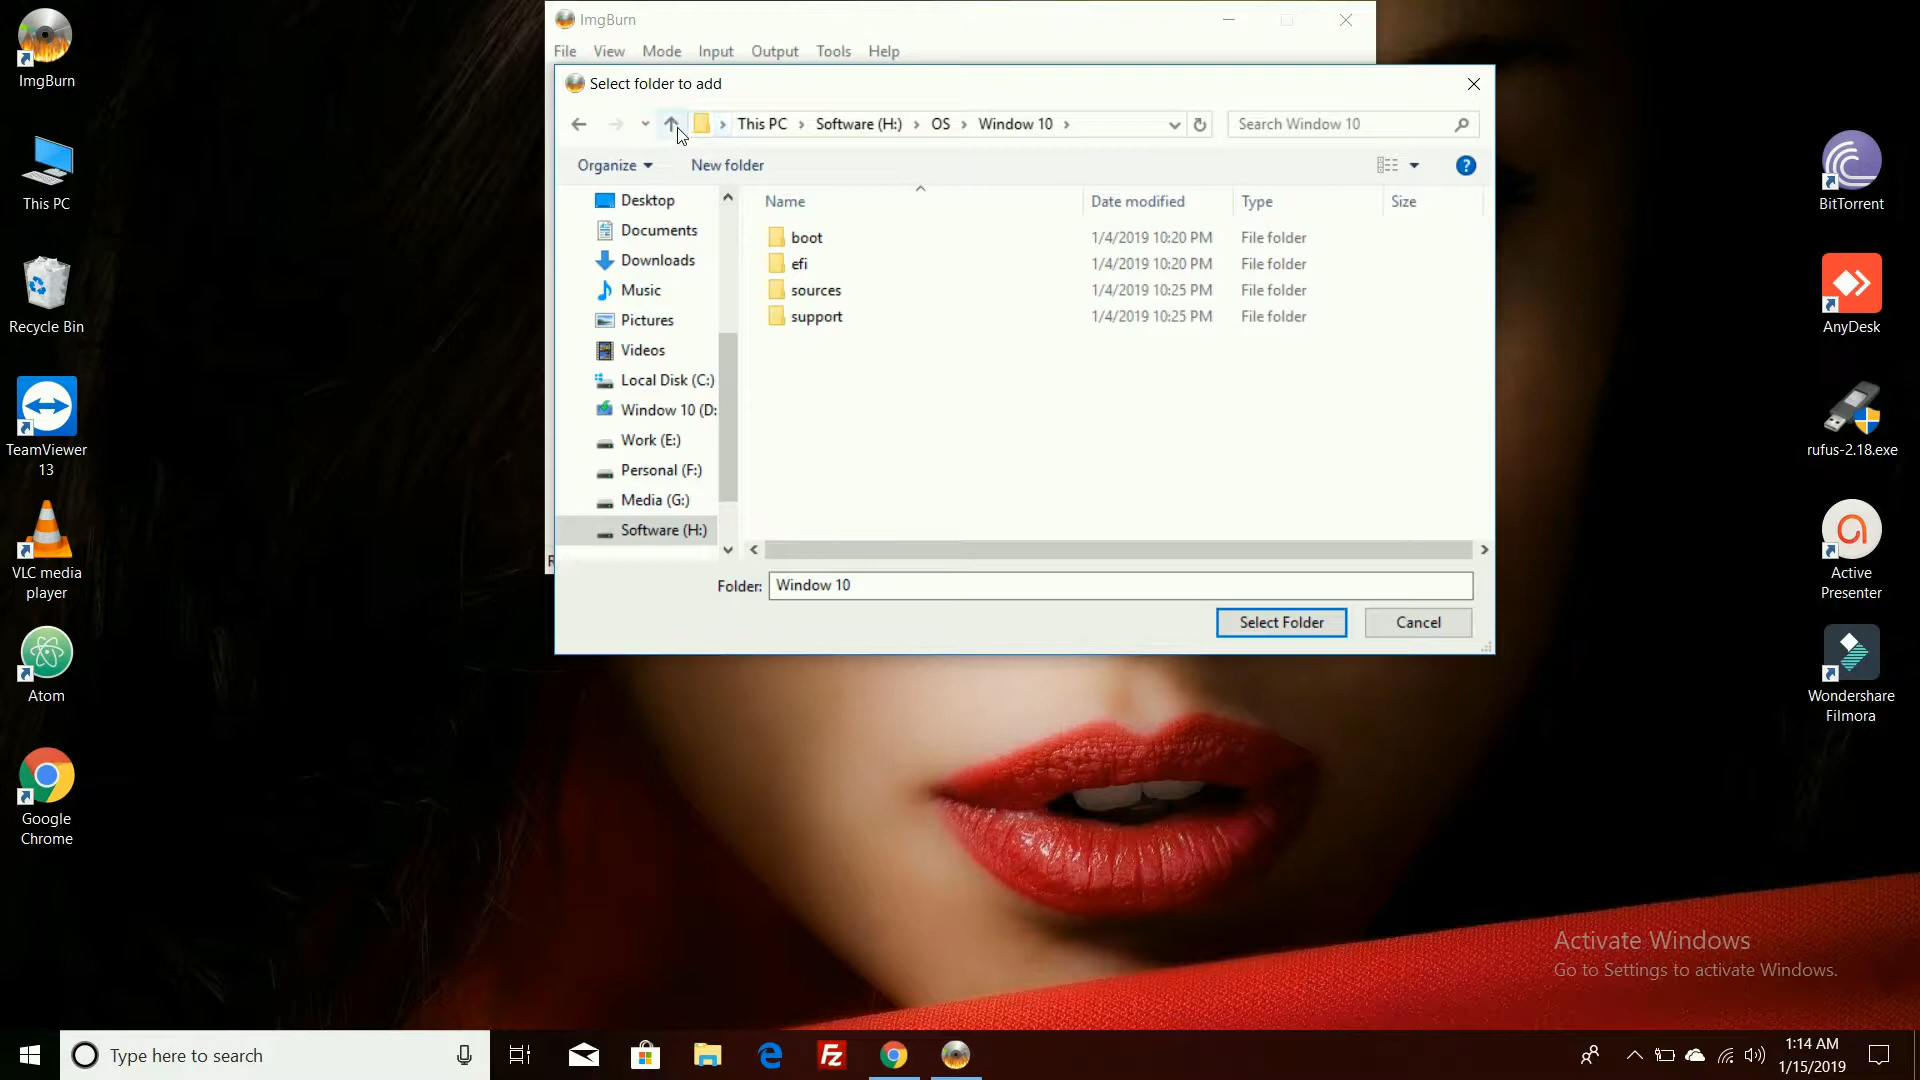 ImgBurn
File View Mode Input Output Tools Help
Select folder to add
This PC > Software (H:) > OS > Window 10 >
Search Window 10
Organize
New folder
Name
Date modified
Type
Size
Desktop
Documents
Downloads
Music
Pictures
Videos
Local Disk (C:)
Window 10 (D:
Work (E:)
Personal (F:)
Media (G:)
Software (H:)
boot 1/4/2019 10:20 PM File folder
efi 1/4/2019 10:20 PM File folder
sources 1/4/2019 10:25 PM File folder
support 1/4/2019 10:25 PM File folder
Folder: Window 10
Select Folder
Cancel
ImgBurn
This PC
Recycle Bin
TeamViewer
13
VLC media
player
Atom
Google
Chrome
BitTorrent
AnyDesk
rufus-2.18.exe
Active
Presenter
Wondershare
Filmora
Activate Windows
Go to Settings to activate Windows.
Type here to search
1:14 AM
1/15/2019